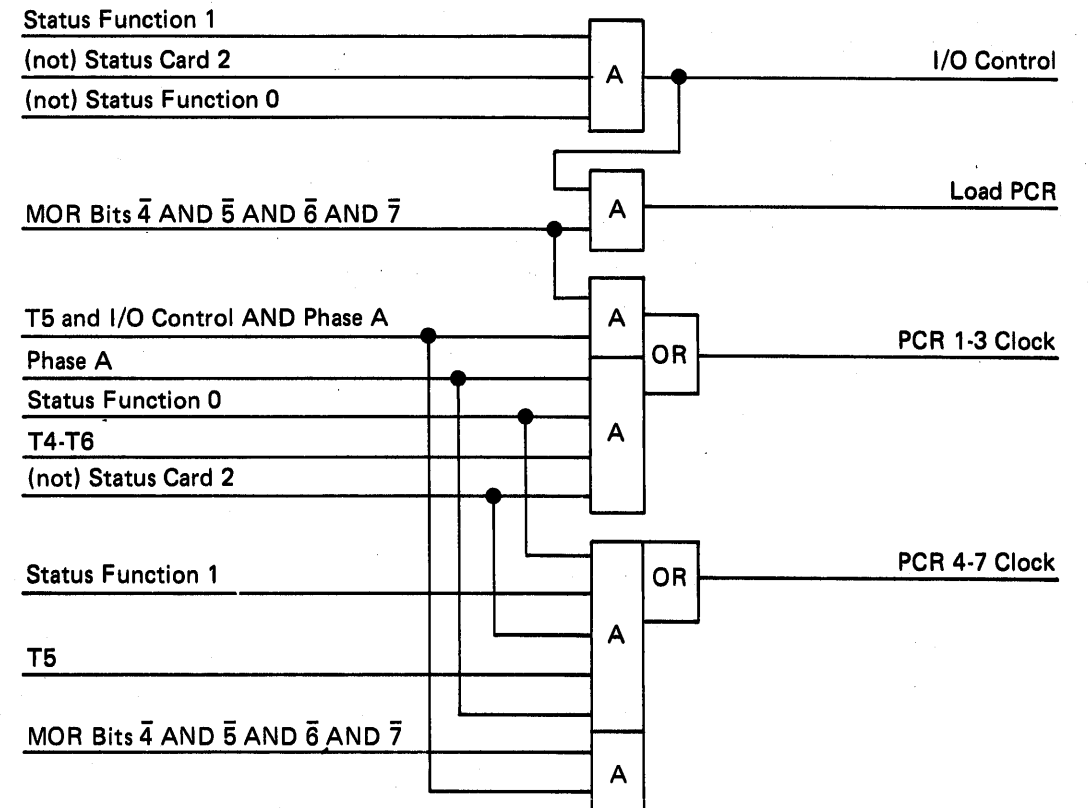 Status Function 1
(not) Status Card 2
(not) Status Function 0
A
I/O Control
MOR Bits 4̅ AND 5̅ AND 6̅ AND 7̅
A
Load PCR
T5 and I/O Control AND Phase A
A
Phase A
OR
PCR 1-3 Clock
Status Function 0
T4-T6
A
(not) Status Card 2
Status Function 1
OR
PCR 4-7 Clock
A
T5
MOR Bits 4̅ AND 5̅ AND 6̅ AND 7̅
A